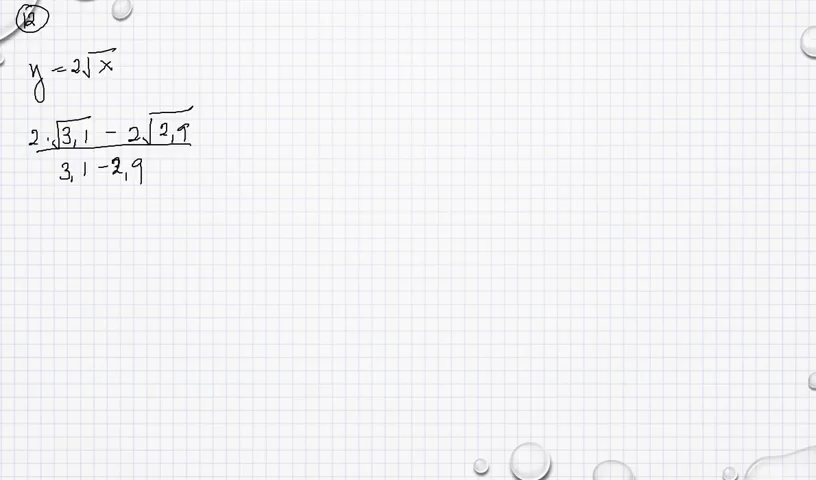 12
y = 2√x
2·√3,1 − 2√2,9
3,1 − 2,9